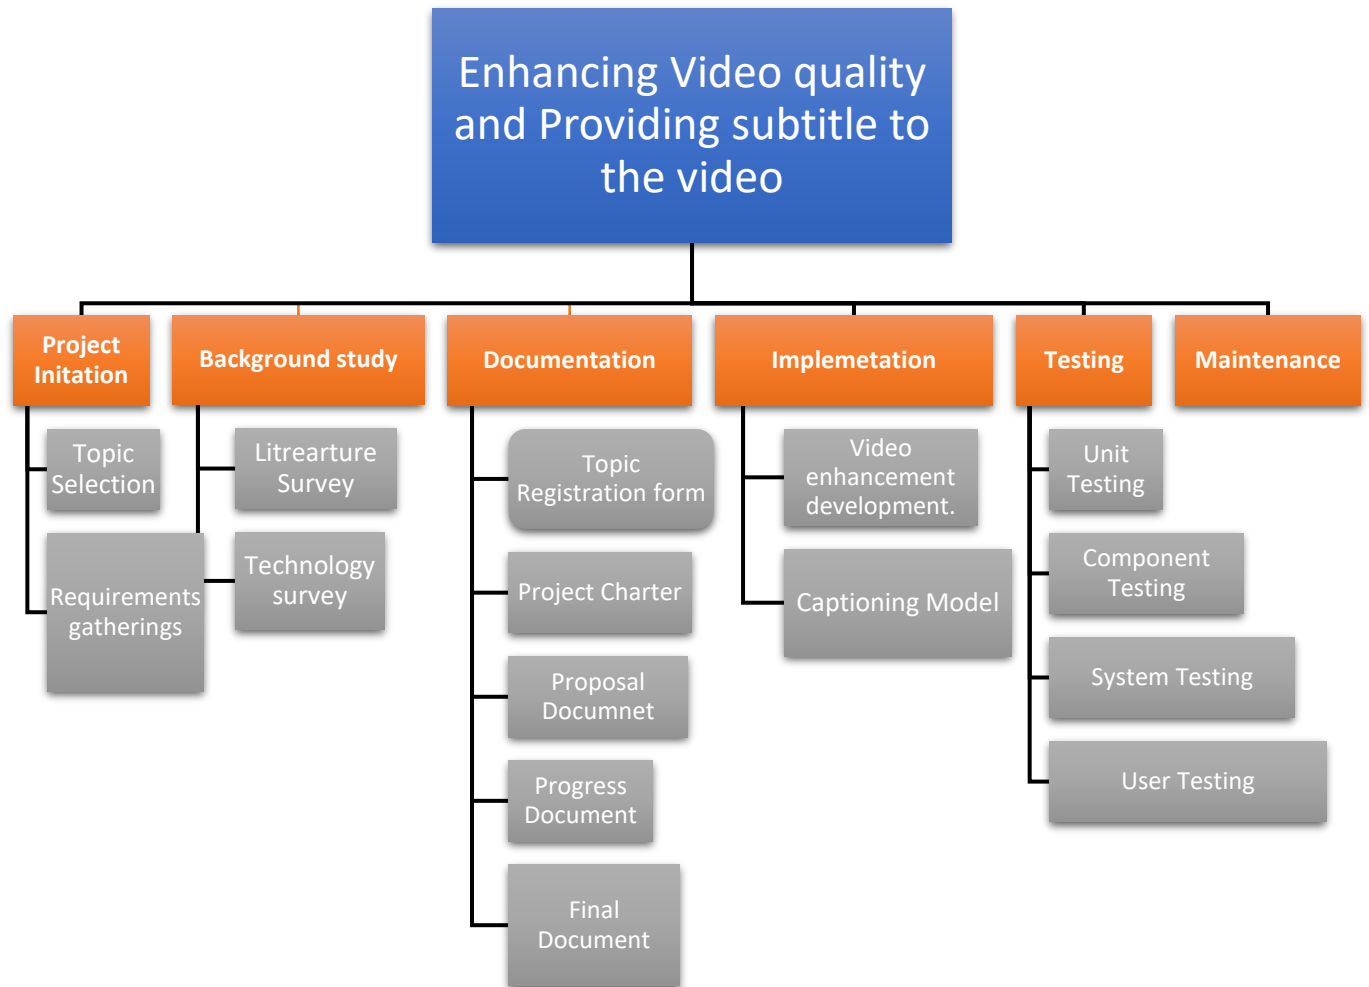 Enhancing Video quality
and Providing subtitle to
the video
Project
Initation
Background study
Documentation
Implemetation
Testing
Maintenance
Topic
Selection
Requirements
gatherings
Litrearture
Survey
Technology
survey
Topic
Registration form
Project Charter
Proposal
Documnet
Progress
Document
Final
Document
Video
enhancement
development.
Captioning Model
Unit
Testing
Component
Testing
System Testing
User Testing